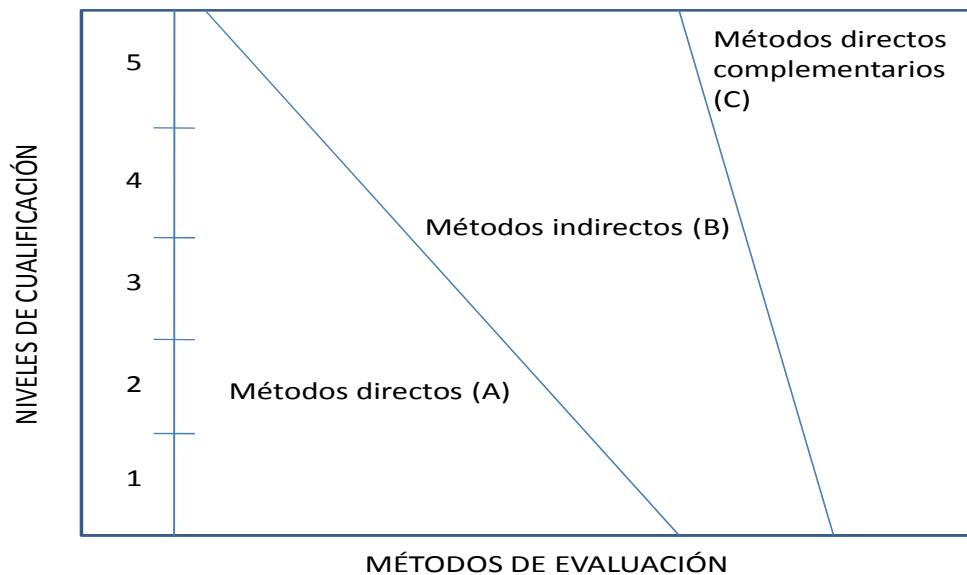 NIVELES DE CUALIFICACIÓN
5
4
3
2
1
Métodos directos
complementarios
(C)
Métodos indirectos (B)
Métodos directos (A)
MÉTODOS DE EVALUACIÓN